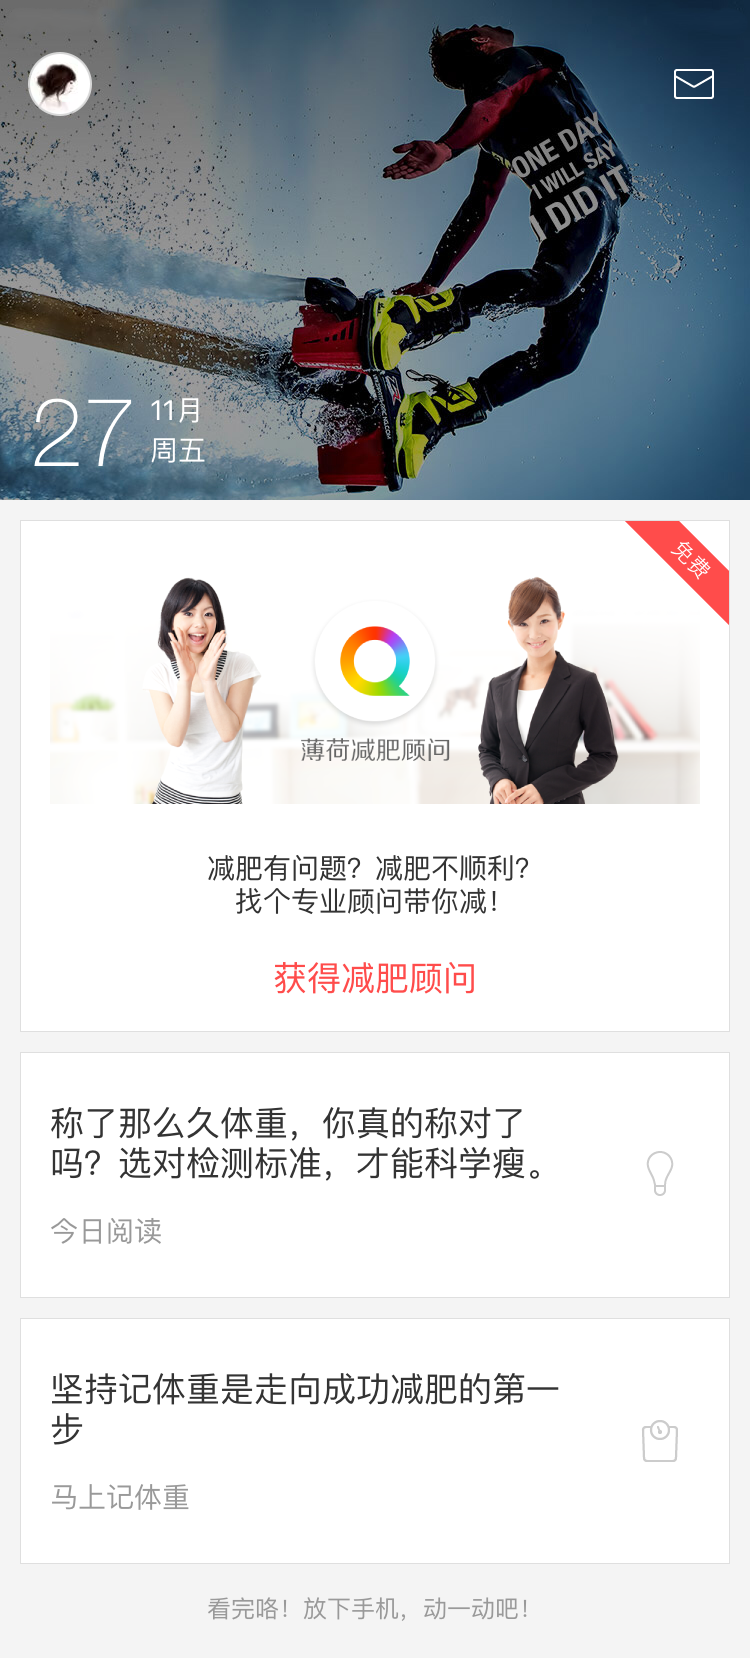 ONE DAY
I WILL SAY
I DID IT
27
11月
周五
免费
薄荷减肥顾问
减肥有问题？减肥不顺利？
找个专业顾问带你减！
获得减肥顾问
称了那么久体重，你真的称对了
吗？选对检测标准，才能科学瘦。
今日阅读
坚持记体重是走向成功减肥的第一
步
马上记体重
看完咯！放下手机，动一动吧！